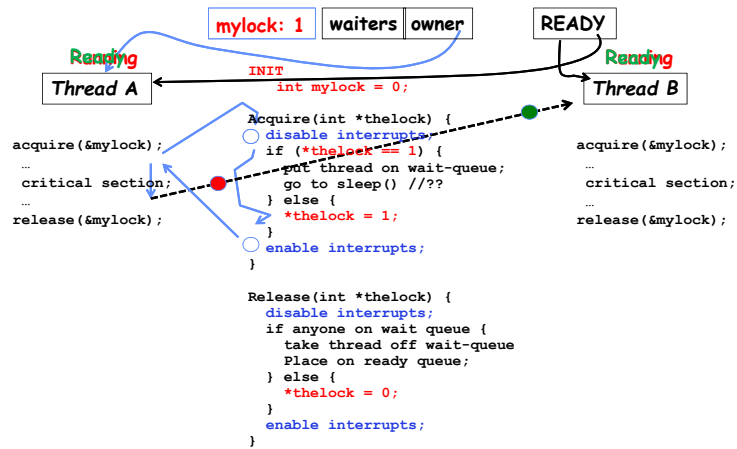 mylock: 1 waiters owner READY
Ready Running Ready Running
Thread A Thread B
INIT
int mylock = 0;
Acquire(int *thelock) {
disable interrupts;
if (*thelock == 1) {
put thread on wait-queue;
go to sleep() //??
} else {
*thelock = 1;
}
enable interrupts;
}
acquire(&mylock);
…
critical section;
…
release(&mylock);
acquire(&mylock);
…
critical section;
…
release(&mylock);
Release(int *thelock) {
disable interrupts;
if anyone on wait queue {
take thread off wait-queue
Place on ready queue;
} else {
*thelock = 0;
}
enable interrupts;
}